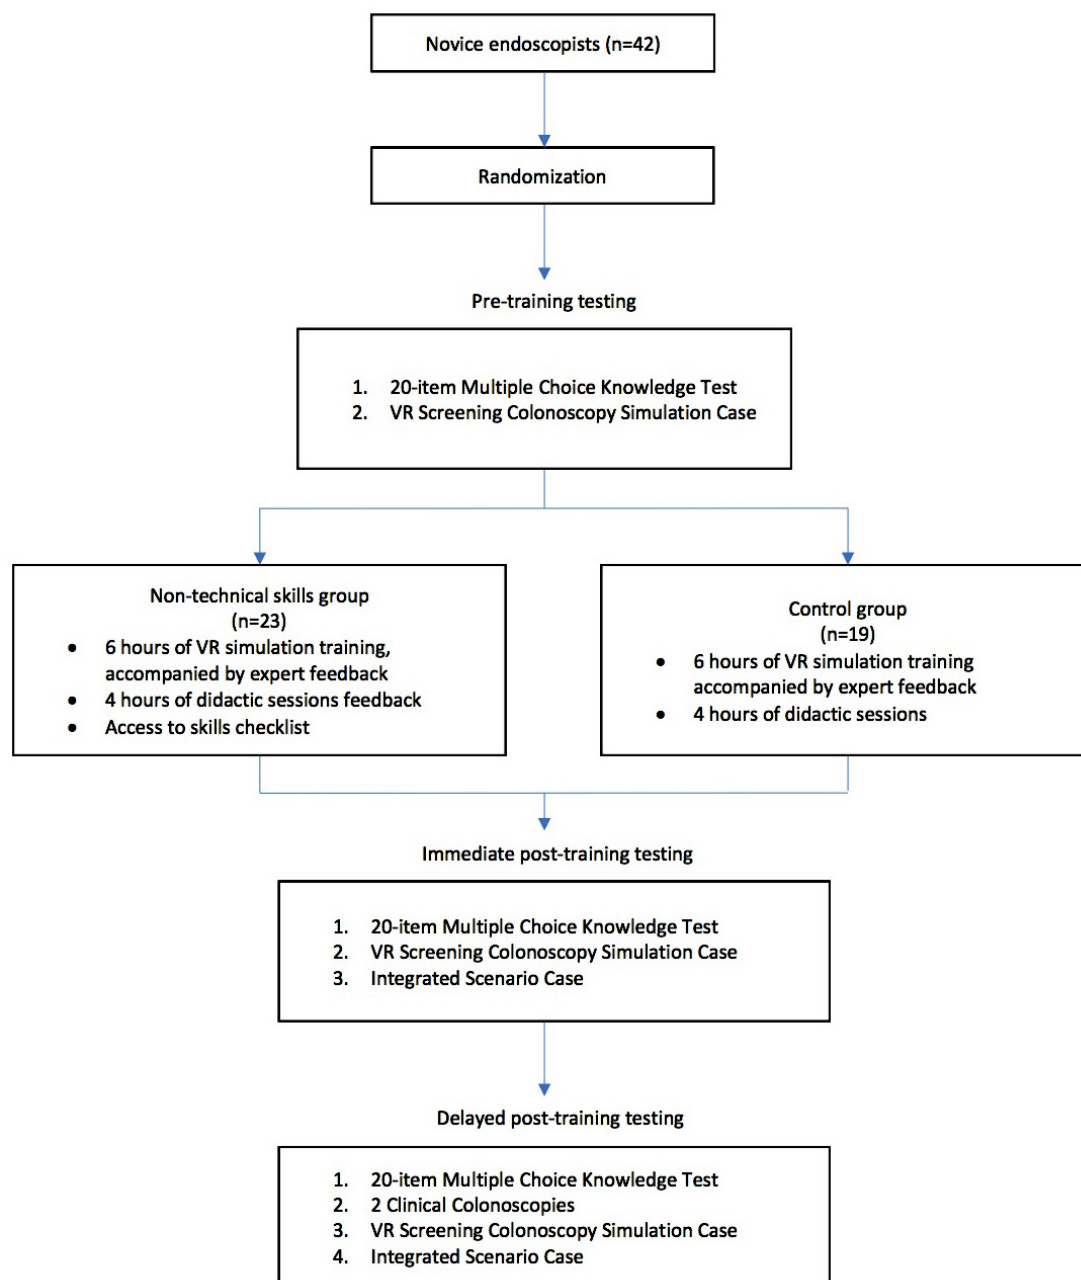 Novice endoscopists (n=42)
Randomization
Pre-training testing
1. 20-item Multiple Choice Knowledge Test
2. VR Screening Colonoscopy Simulation Case
Non-technical skills group
(n=23)
• 6 hours of VR simulation training,
accompanied by expert feedback
• 4 hours of didactic sessions feedback
• Access to skills checklist
Control group
(n=19)
• 6 hours of VR simulation training
accompanied by expert feedback
• 4 hours of didactic sessions
Immediate post-training testing
1. 20-item Multiple Choice Knowledge Test
2. VR Screening Colonoscopy Simulation Case
3. Integrated Scenario Case
Delayed post-training testing
1. 20-item Multiple Choice Knowledge Test
2. 2 Clinical Colonoscopies
3. VR Screening Colonoscopy Simulation Case
4. Integrated Scenario Case